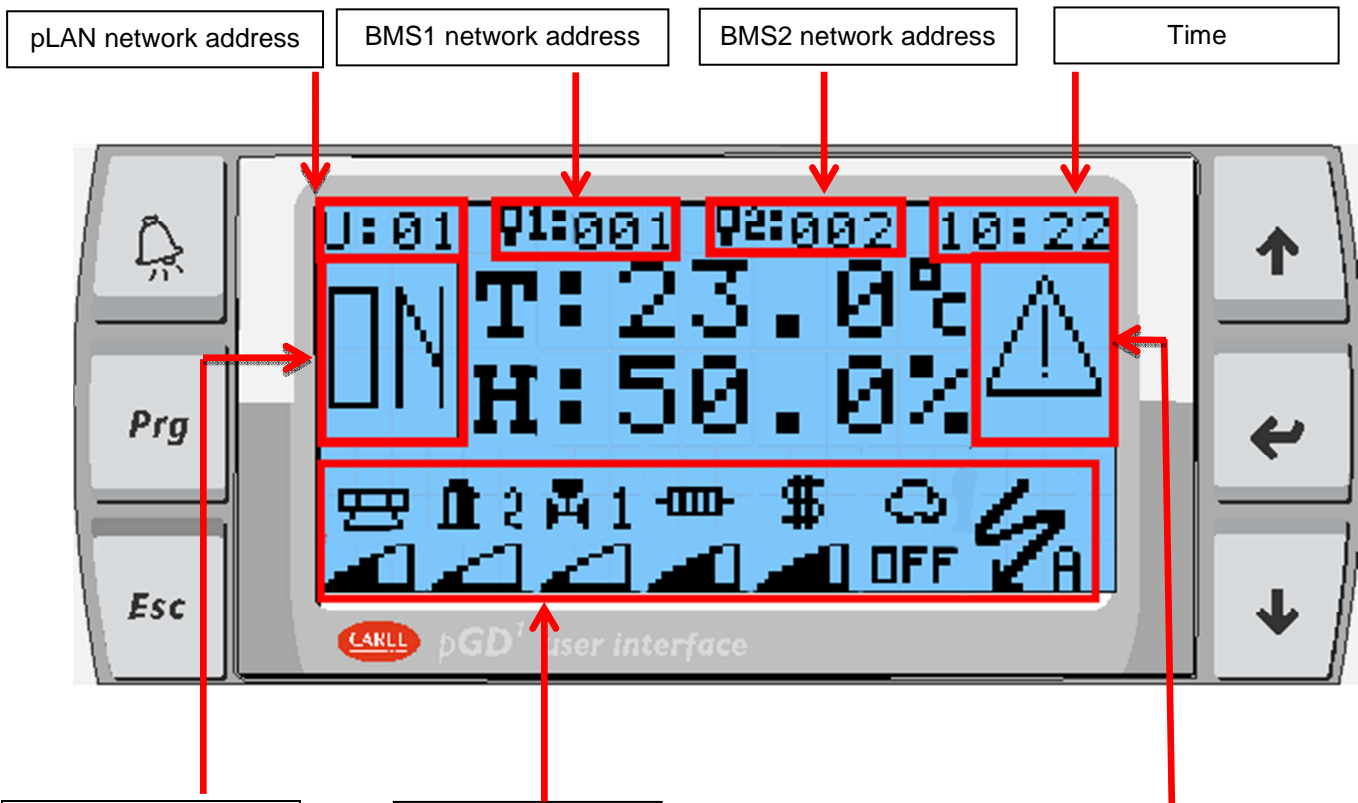 pLAN network address
BMS1 network address
BMS2 network address
Time
U:01
1:001
2:002
10:22
ON
T:23.0°C
H:50.0%
Prg
Esc
2
1
$
OFF
A
CAREL
pGD¹ user interface